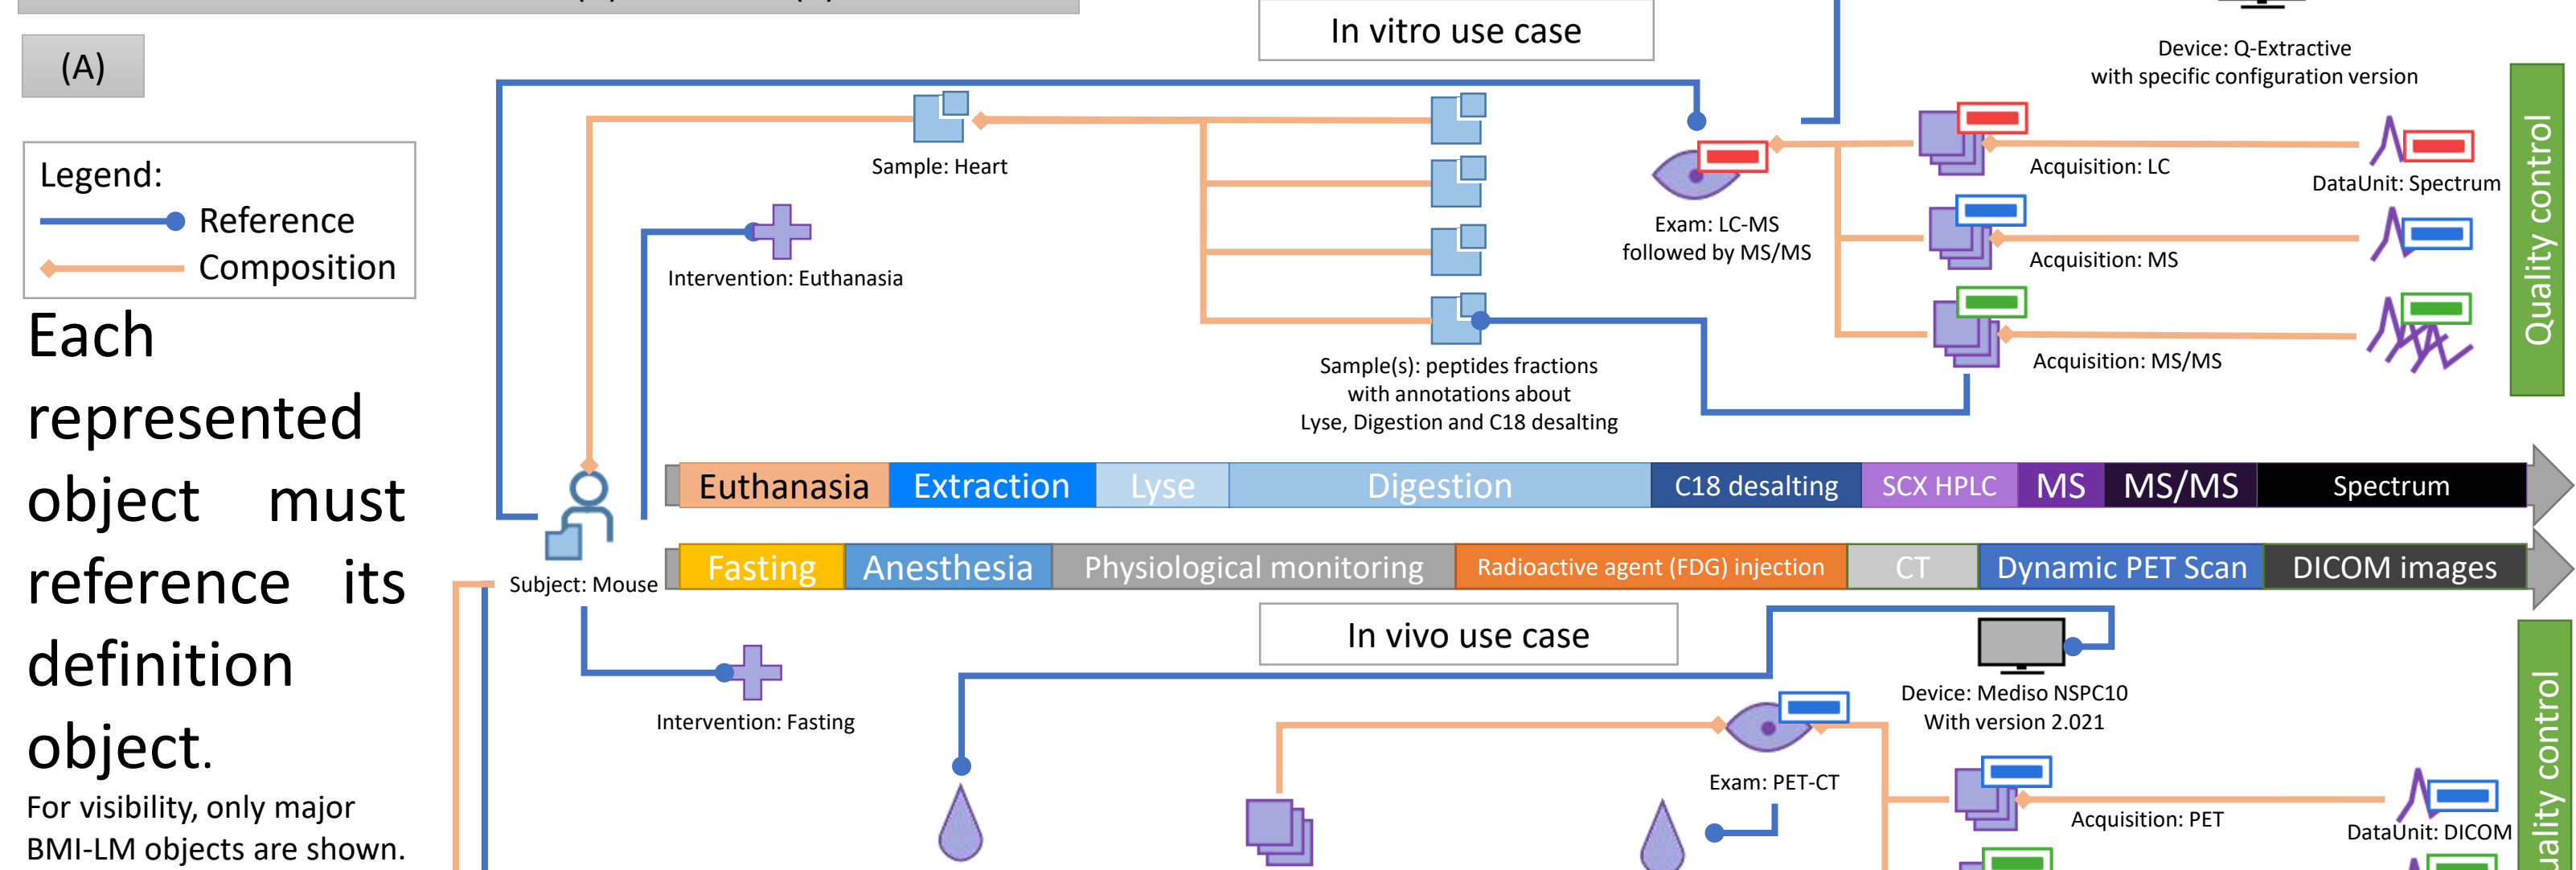 In vitro use case
(A)
Device: Q-Extractive
with specific configuration version
Legend:
Reference
Composition
Each
represented
object must
reference its
definition
object.
For visibility, only major
BMI-LM objects are shown.
Sample: Heart
Intervention: Euthanasia
Sample(s): peptides fractions
with annotations about
Lyse, Digestion and C18 desalting
Exam: LC-MS
followed by MS/MS
Acquisition: LC
DataUnit: Spectrum
Acquisition: MS
Acquisition: MS/MS
Quality control
Euthanasia
Extraction
Lyse
Digestion
C18 desalting
SCX HPLC
MS
MS/MS
Spectrum
Subject: Mouse
Fasting
Anesthesia
Physiological monitoring
Radioactive agent (FDG) injection
CT
Dynamic PET Scan
DICOM images
In vivo use case
Intervention: Fasting
Device: Mediso NSPC10
With version 2.021
Exam: PET-CT
Acquisition: PET
DataUnit: DICOM
control